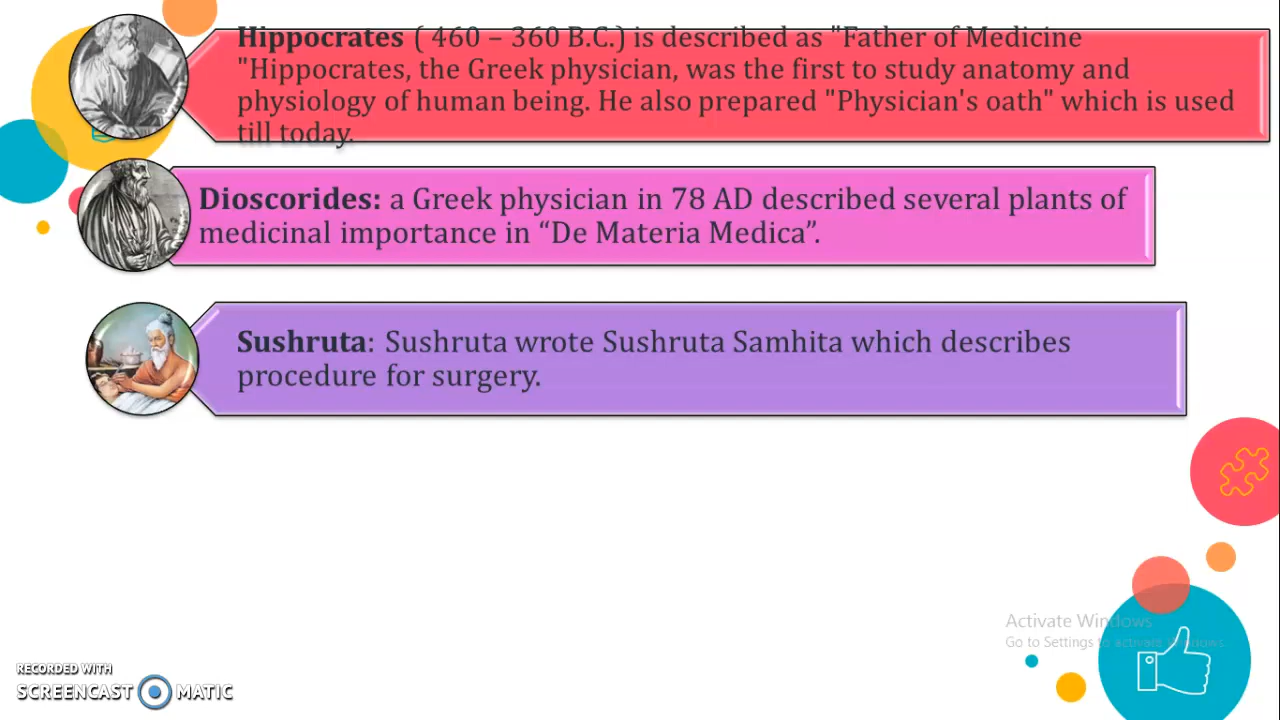 Hippocrates ( 460 – 360 B.C.) is described as "Father of Medicine
"Hippocrates, the Greek physician, was the first to study anatomy and
physiology of human being. He also prepared "Physician's oath" which is used
till today.
Dioscorides: a Greek physician in 78 AD described several plants of
medicinal importance in “De Materia Medica”.
Sushruta: Sushruta wrote Sushruta Samhita which describes
procedure for surgery.
Activate Windows
Go to Settings to activate Windows
RECORDED WITH
SCREENCAST MATIC